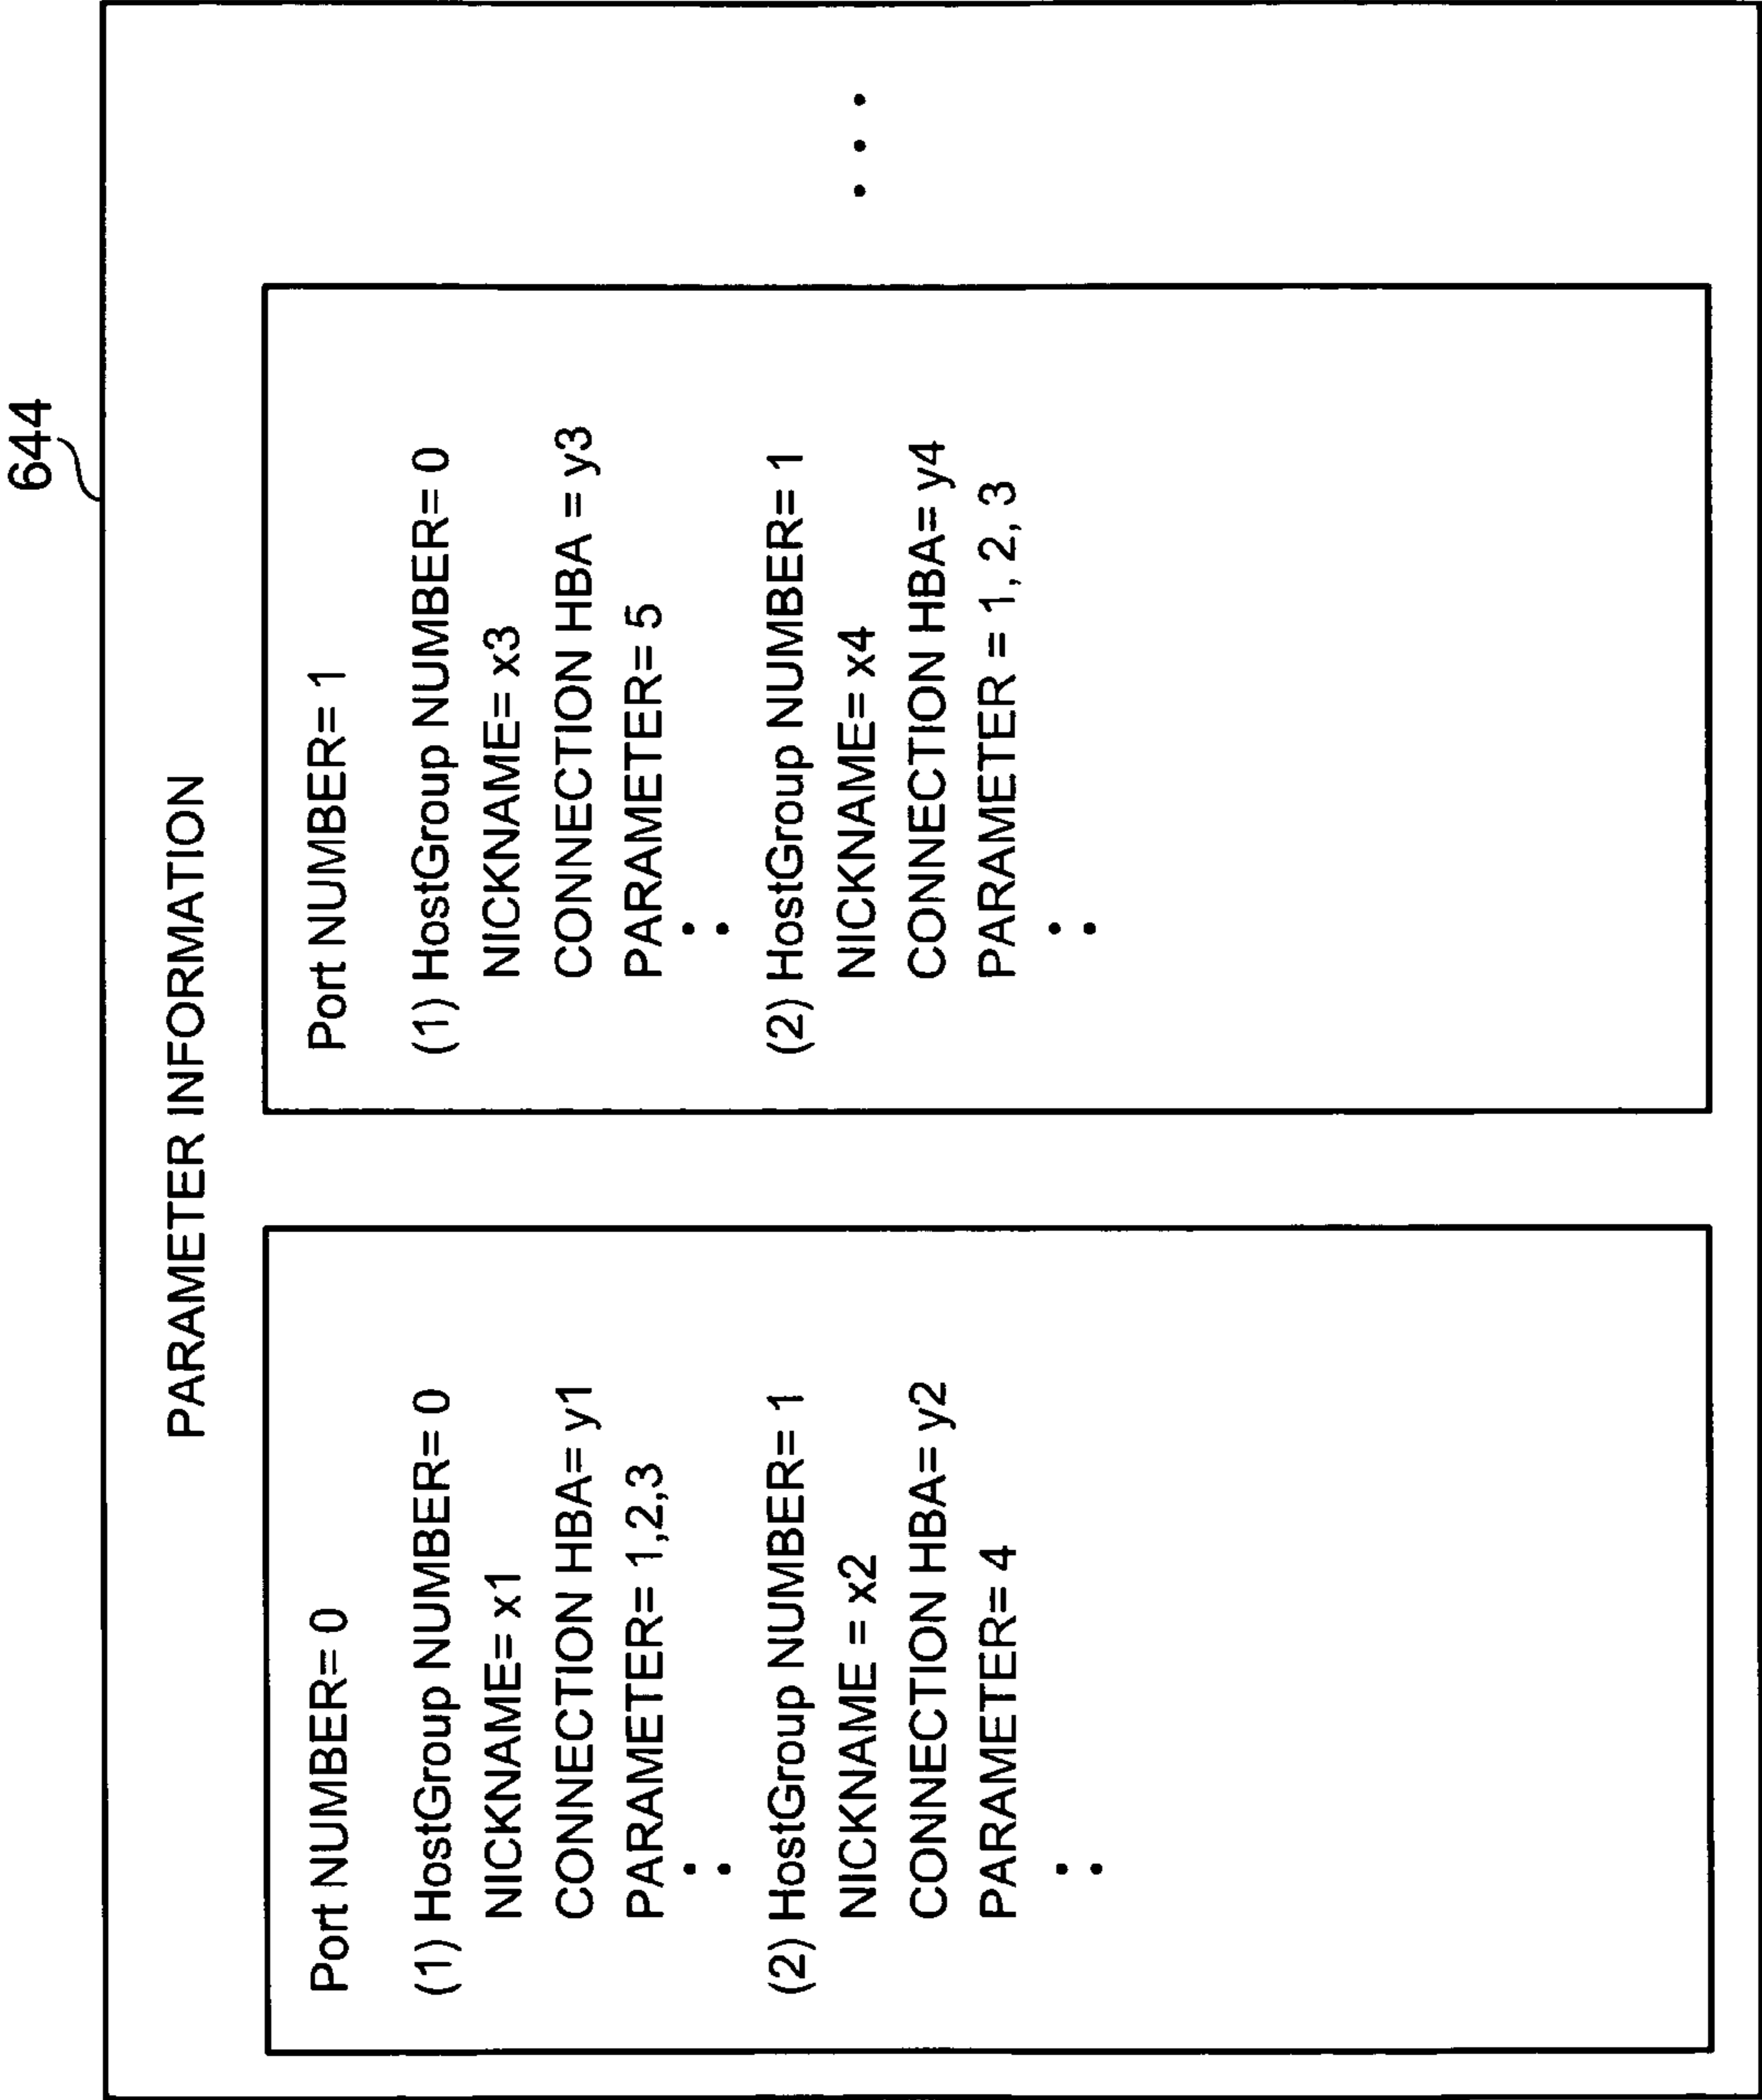 644
PARAMETER INFORMATION
Port NUMBER= 0
(1) HostGroup NUMBER= 0
NICKNAME= x1
CONNECTION HBA= y1
PARAMETER= 1,2,3
:
(2) HostGroup NUMBER= 1
NICKNAME = x2
CONNECTION HBA= y2
PARAMETER= 4
:
Port NUMBER= 1
(1) HostGroup NUMBER= 0
NICKNAME= x3
CONNECTION HBA = y3
PARAMETER= 5
:
(2) HostGroup NUMBER= 1
NICKNAME= x4
CONNECTION HBA= y4
PARAMETER = 1, 2, 3
:
• • •